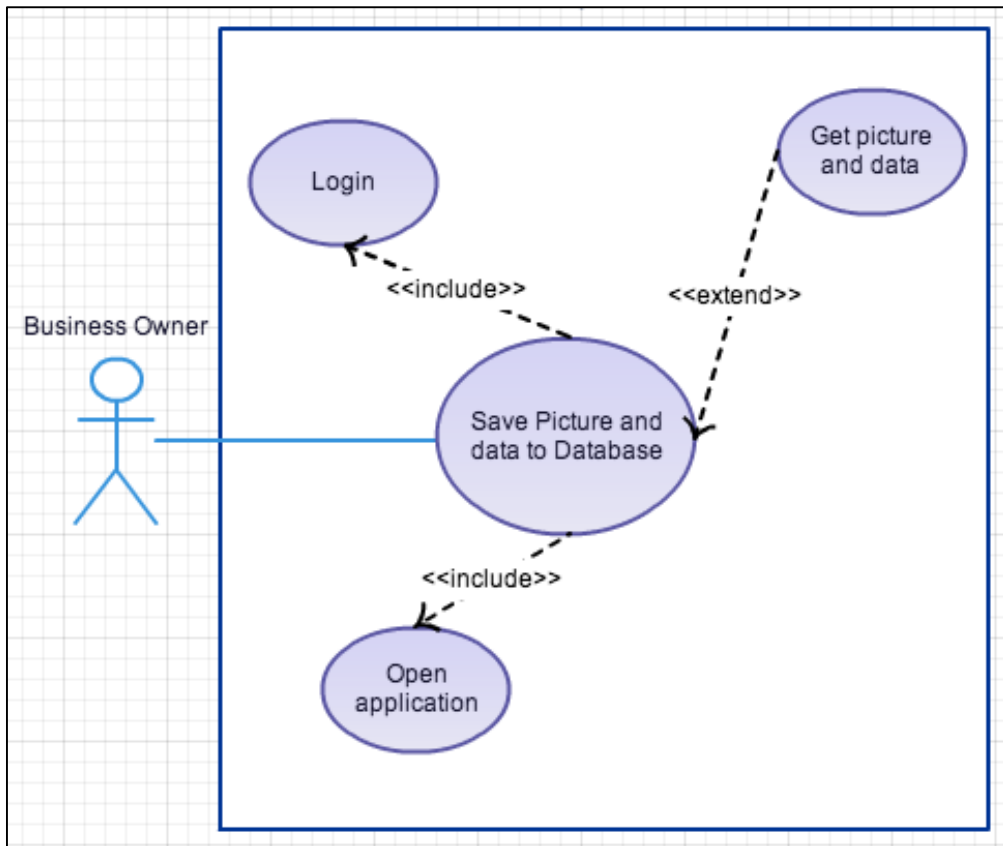 Get picture
and data
Login
<<include>>
<<extend>>
Business Owner
Save Picture and
data to Database
<<include>>
Open
application